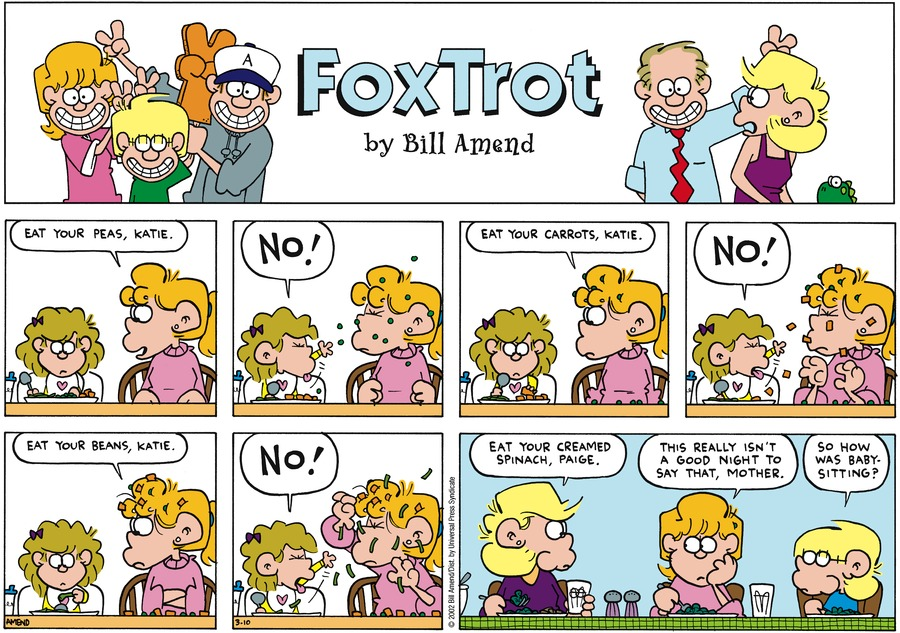 A
FoxTrot
by Bill Amend
EAT YOUR PEAS, KATIE.
NO!
EAT YOUR CARROTS, KATIE.
NO!
EAT YOUR BEANS, KATIE.
AMEND
NO!
3-10
© 2002 Bill Amend/Dist. by Universal Press Syndicate
EAT YOUR CREAMED
SPINACH, PAIGE.
THIS REALLY ISN'T
A GOOD NIGHT TO
SAY THAT, MOTHER.
SO HOW
WAS BABY-
SITTING?